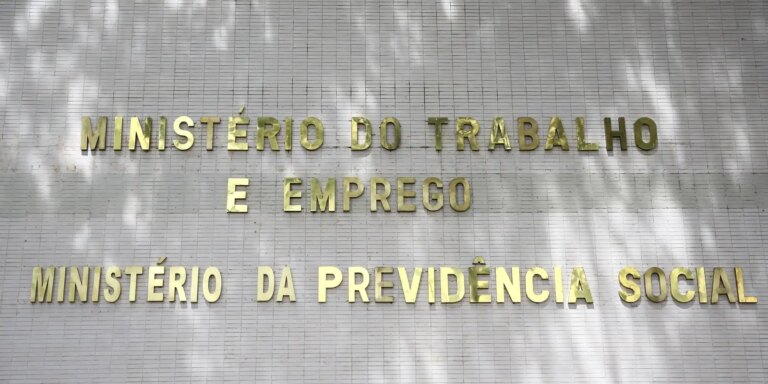 MINISTÉRIO DO TRABALHO
E EMPREGO
MINISTÉRIO DA PREVIDÊNCIA SOCIAL